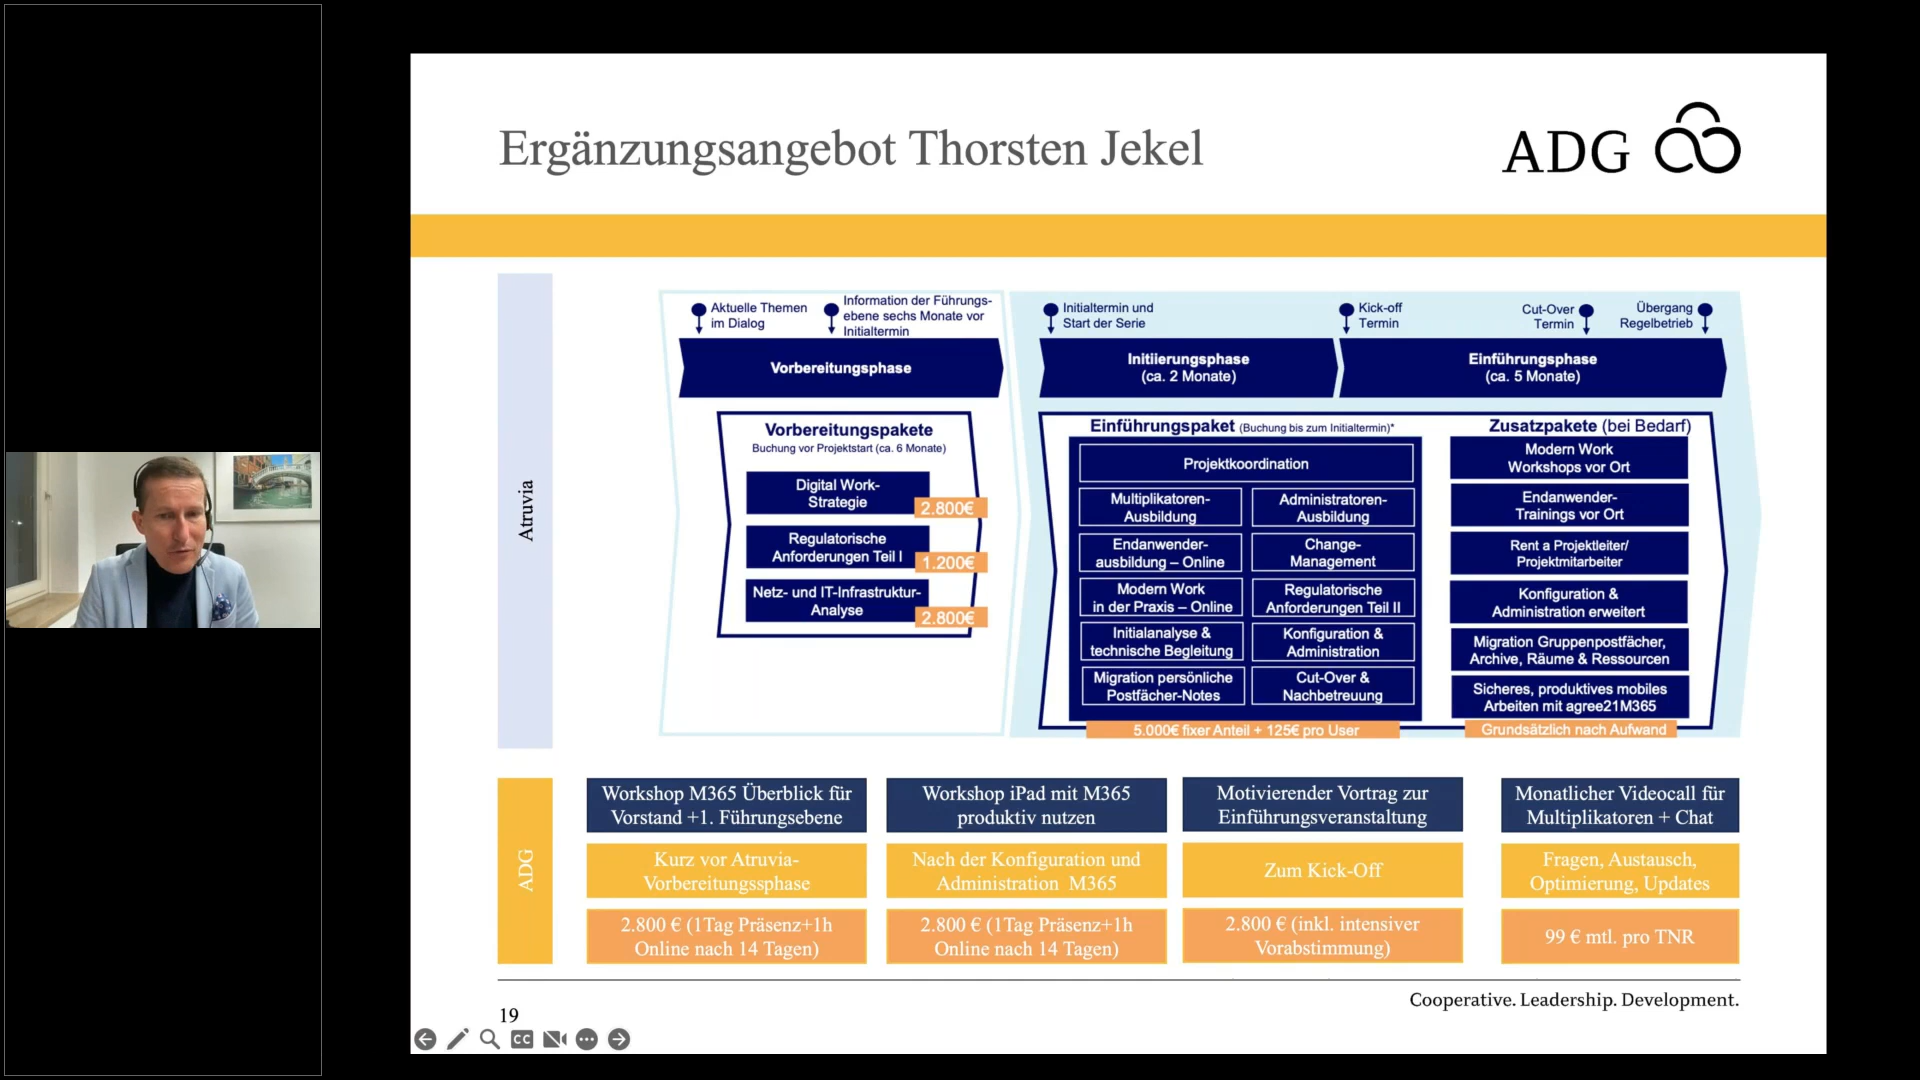 Ergänzungsangebot Thorsten Jekel
ADG
Atruvia
Aktuelle Themen
im Dialog
Information der Führungs-
ebene sechs Monate vor
Initialtermin
Initialtermin und
Start der Serie
Kick-off
Termin
Cut-Over
Termin
Übergang
Regelbetrieb
Vorbereitungsphase
Initiierungsphase
(ca. 2 Monate)
Einführungsphase
(ca. 5 Monate)
Vorbereitungspakete
Buchung vor Projektstart (ca. 6 Monate)
Digital Work-
Strategie
2.800€
Regulatorische
Anforderungen Teil I
1.200€
Netz- und IT-Infrastruktur-
Analyse
2.800€
Einführungspaket (Buchung bis zum Initialtermin)*
Projektkoordination
Multiplikatoren-
Ausbildung
Administratoren-
Ausbildung
Endanwender-
ausbildung – Online
Change-
Management
Modern Work
in der Praxis – Online
Regulatorische
Anforderungen Teil II
Initialanalyse &
technische Begleitung
Konfiguration &
Administration
Migration persönliche
Postfächer-Notes
Cut-Over &
Nachbetreuung
5.000€ fixer Anteil + 125€ pro User
Zusatzpakete (bei Bedarf)
Modern Work
Workshops vor Ort
Endanwender-
Trainings vor Ort
Rent a Projektleiter/
Projektmitarbeiter
Konfiguration &
Administration erweitert
Migration Gruppenpostfächer,
Archive, Räume & Ressourcen
Sicheres, produktives mobiles
Arbeiten mit agree21M365
Grundsätzlich nach Aufwand
ADG
Workshop M365 Überblick für
Vorstand +1. Führungsebene
Workshop iPad mit M365
produktiv nutzen
Motivierender Vortrag zur
Einführungsveranstaltung
Monatlicher Videocall für
Multiplikatoren + Chat
Kurz vor Atruvia-
Vorbereitungssphase
Nach der Konfiguration und
Administration M365
Zum Kick-Off
Fragen, Austausch,
Optimierung, Updates
2.800 € (1Tag Präsenz+1h
Online nach 14 Tagen)
2.800 € (1Tag Präsenz+1h
Online nach 14 Tagen)
2.800 € (inkl. intensiver
Vorabstimmung)
99 € mtl. pro TNR
Cooperative. Leadership. Development.
19
CC